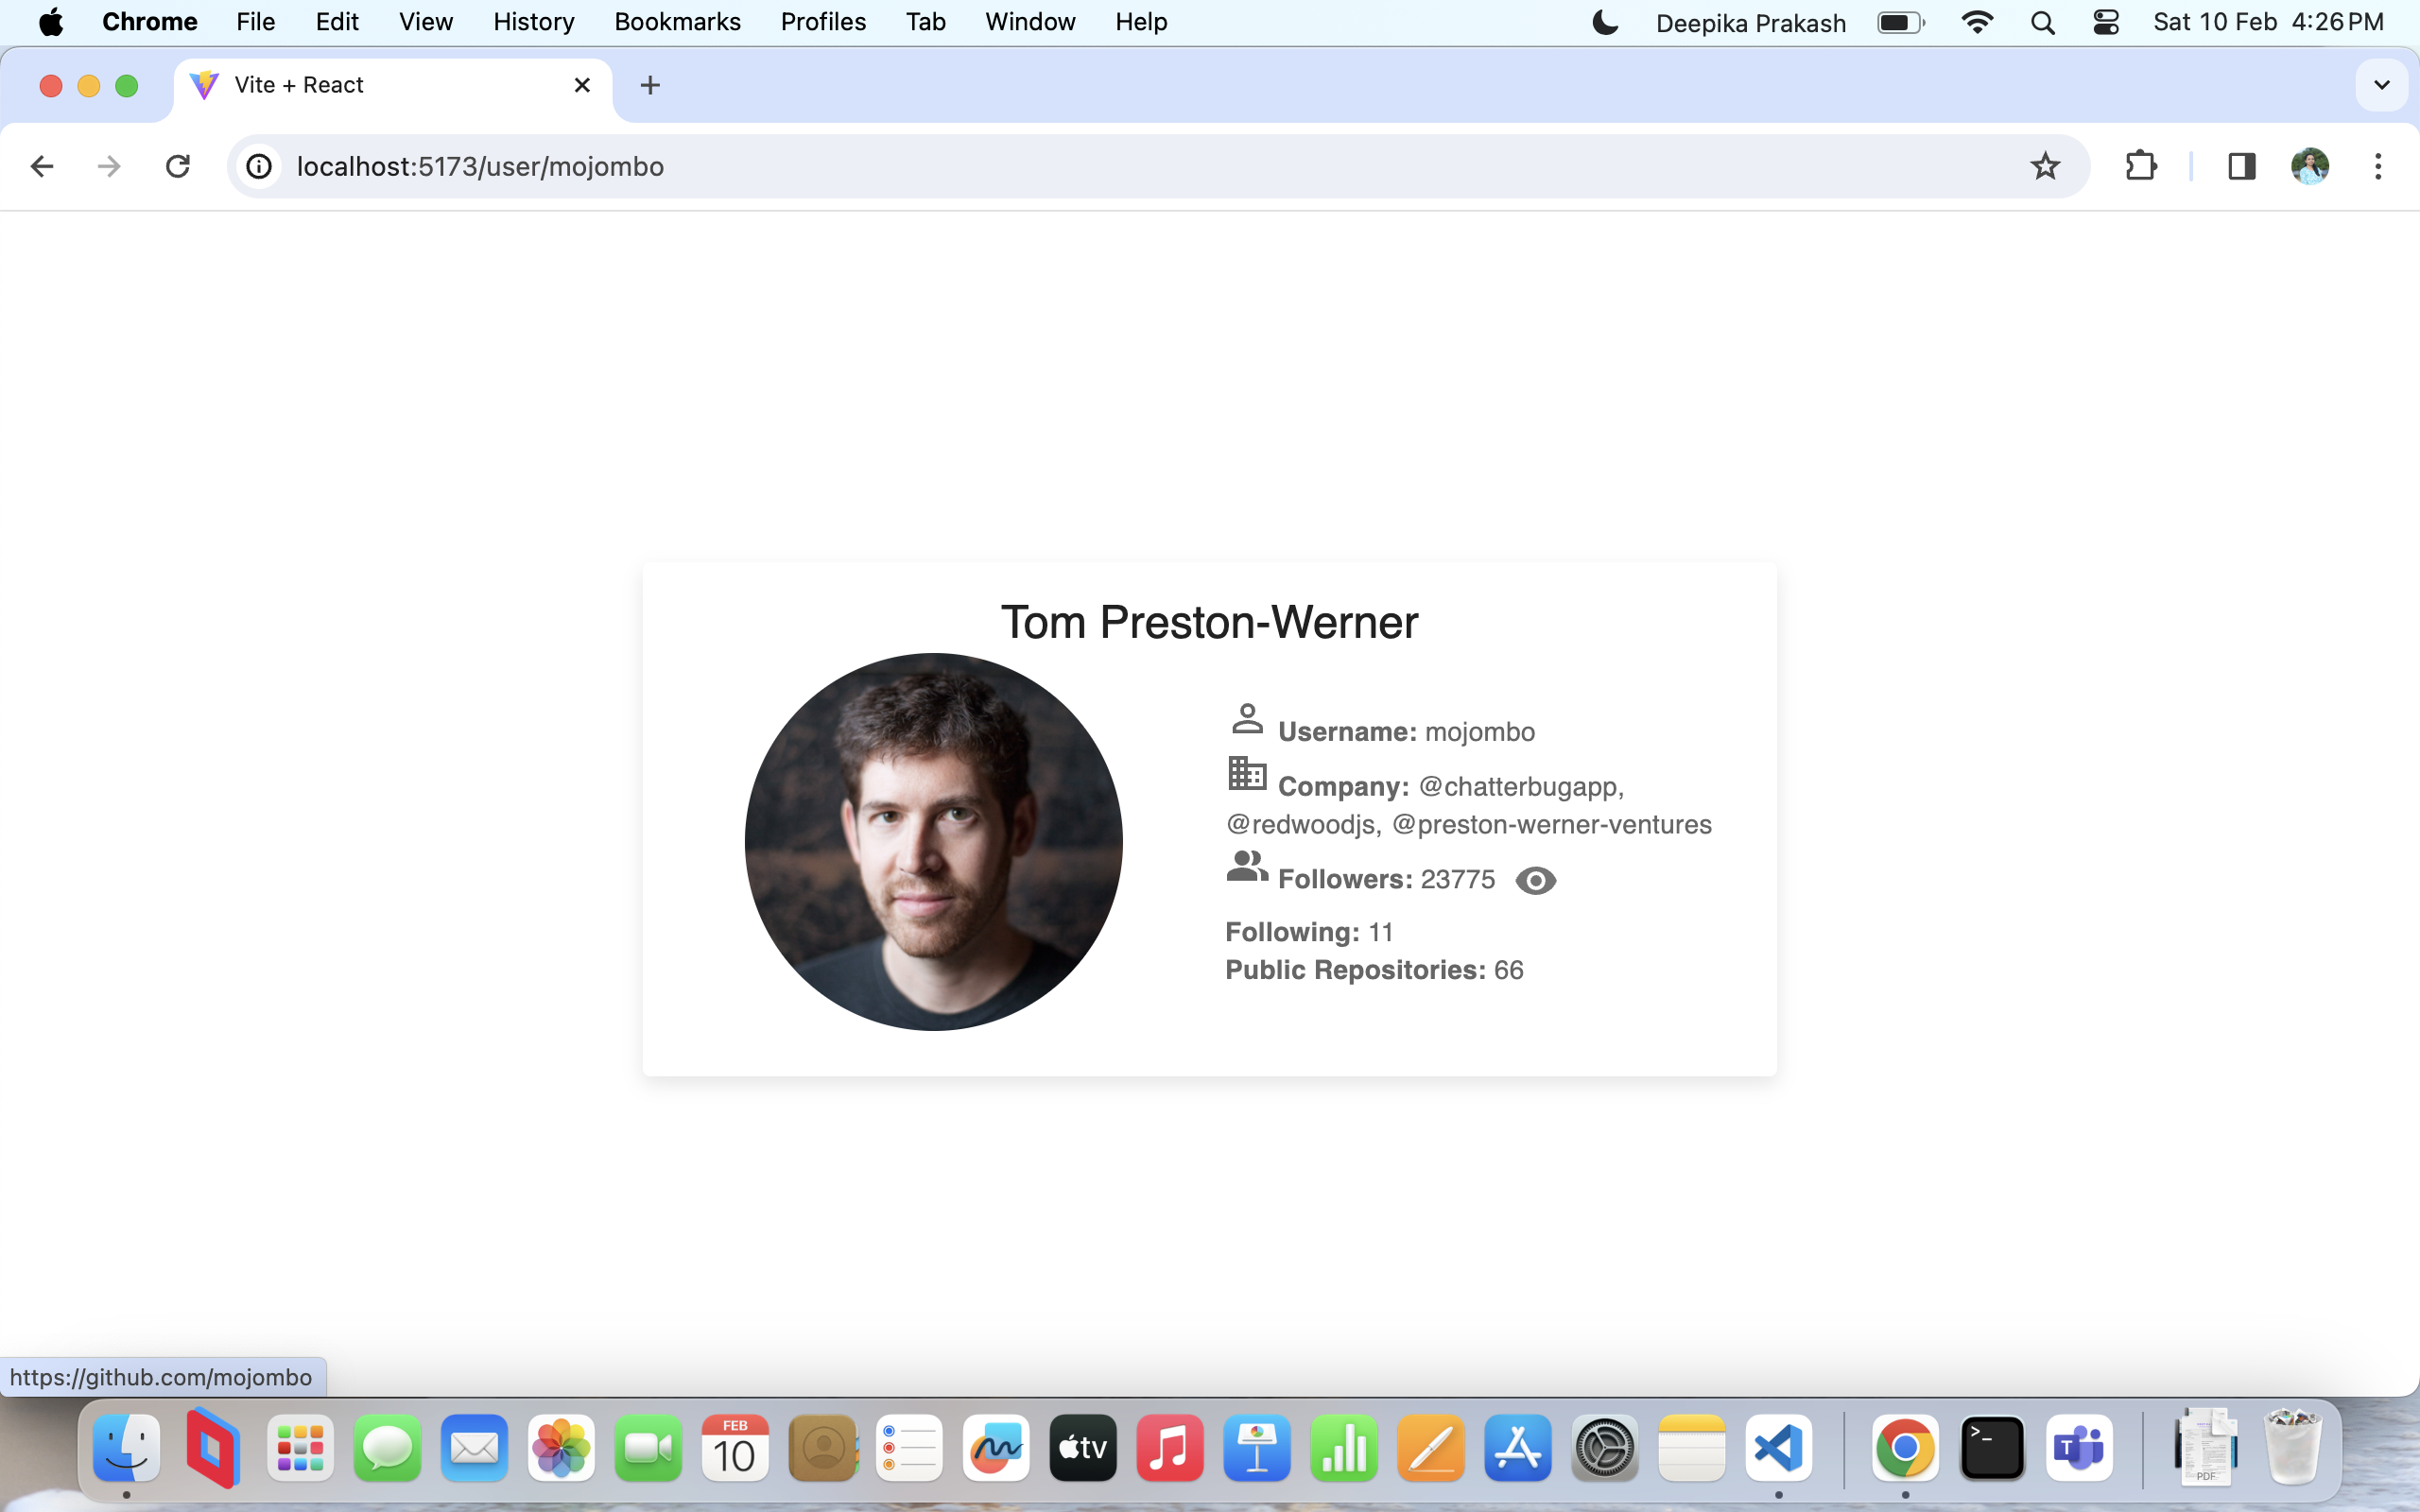 Chrome File Edit View History Bookmarks Profiles Tab Window Help Deepika Prakash Sat 10 Feb 4:26 PM
Vite + React
localhost:5173/user/mojombo
Tom Preston-Werner
Username: mojombo
Company: @chatterbugapp,
@redwoodjs, @preston-werner-ventures
Followers: 23775
Following: 11
Public Repositories: 66
https://github.com/mojombo
FEB
10
tv
>_
T
PDF